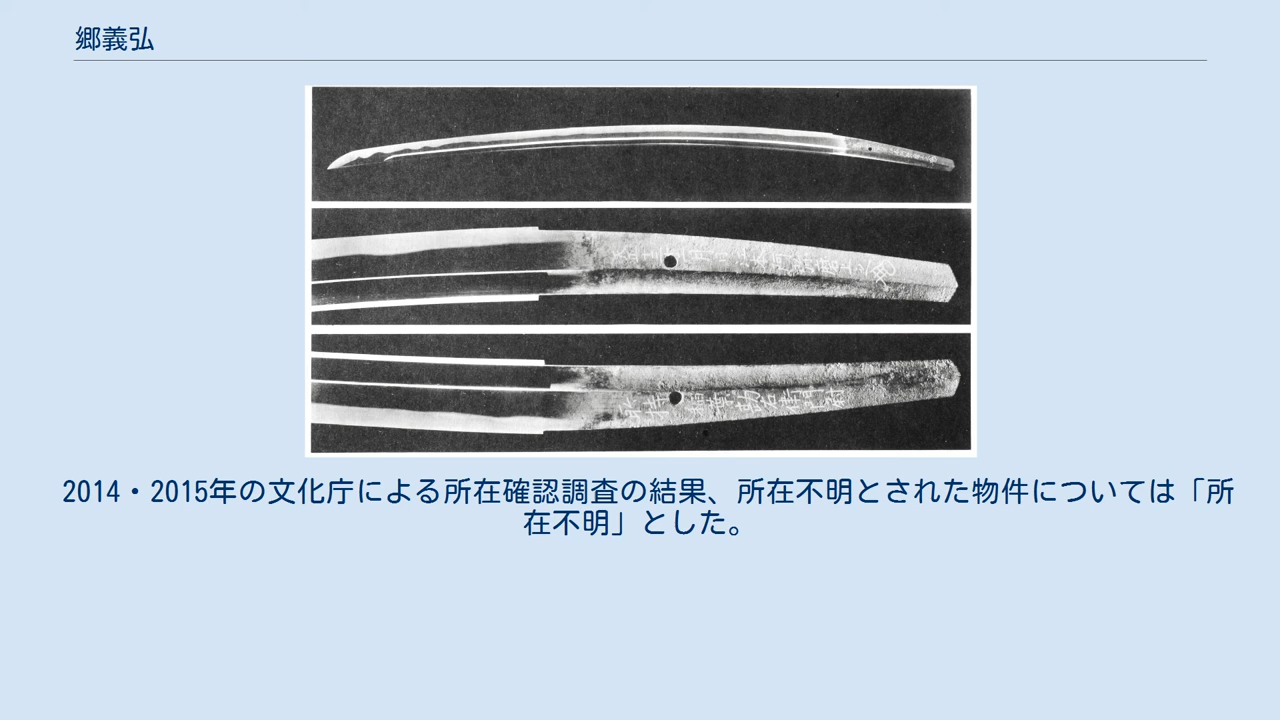 郷義弘
2014・2015年の文化庁による所在確認調査の結果、所在不明とされた物件については「所
在不明」とした。